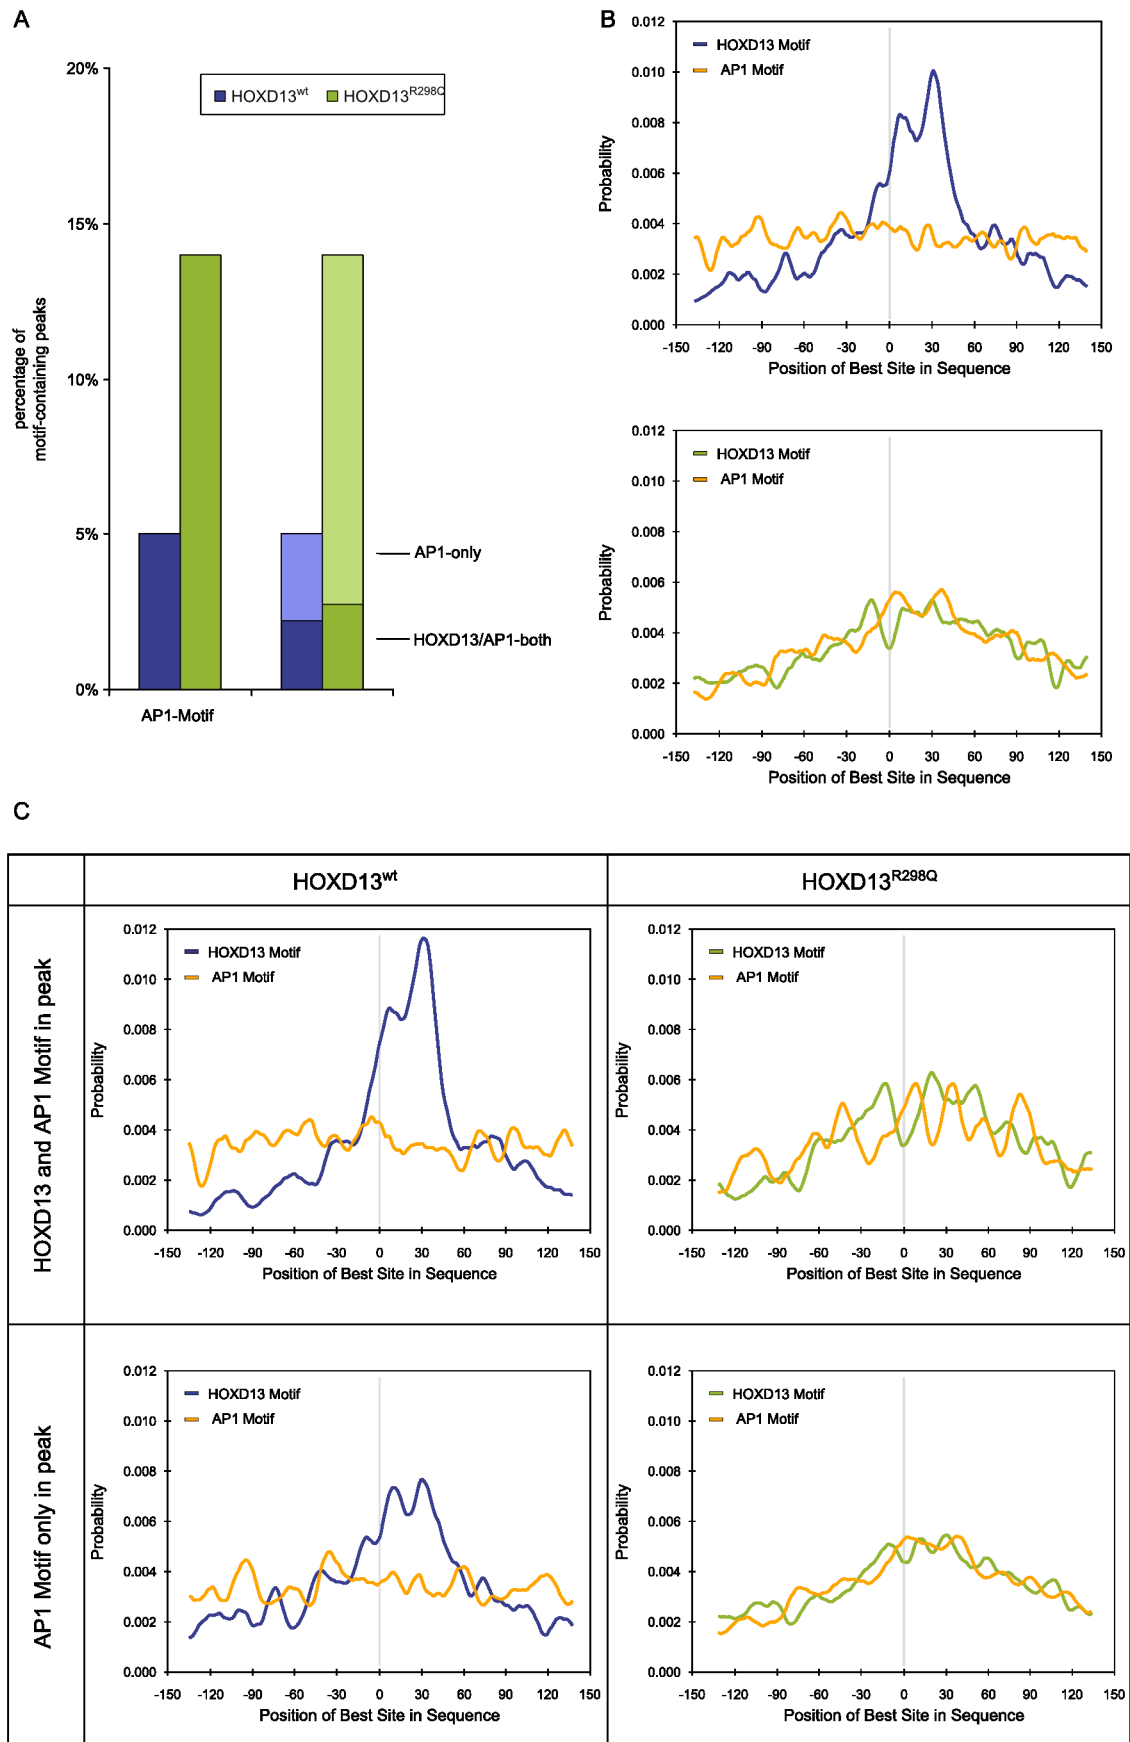 A
20%
15%
10%
5%
0%
percentage of
motif-containing peaks
HOXD13wt
HOXD13R298Q
AP1-only
HOXD13/AP1-both
AP1-Motif
B
0.012
0.010
0.008
0.006
0.004
0.002
0.000
Probability
HOXD13 Motif
AP1 Motif
-150 -120 -90 -60 -30 0 30 60 90 120 150
Position of Best Site in Sequence
0.012
0.010
0.008
0.006
0.004
0.002
0.000
Probability
HOXD13 Motif
AP1 Motif
-150 -120 -90 -60 -30 0 30 60 90 120 150
Position of Best Site in Sequence
C
HOXD13wt
HOXD13R298Q
HOXD13 and AP1 Motif in peak
0.012
0.010
0.008
0.006
0.004
0.002
0.000
Probability
HOXD13 Motif
AP1 Motif
-150 -120 -90 -60 -30 0 30 60 90 120 150
Position of Best Site in Sequence
0.012
0.010
0.008
0.006
0.004
0.002
0.000
Probability
HOXD13 Motif
AP1 Motif
-150 -120 -90 -60 -30 0 30 60 90 120 150
Position of Best Site in Sequence
AP1 Motif only in peak
0.012
0.010
0.008
0.006
0.004
0.002
0.000
Probability
HOXD13 Motif
AP1 Motif
-150 -120 -90 -60 -30 0 30 60 90 120 150
Position of Best Site in Sequence
0.012
0.010
0.008
0.006
0.004
0.002
0.000
Probability
HOXD13 Motif
AP1 Motif
-150 -120 -90 -60 -30 0 30 60 90 120 150
Position of Best Site in Sequence